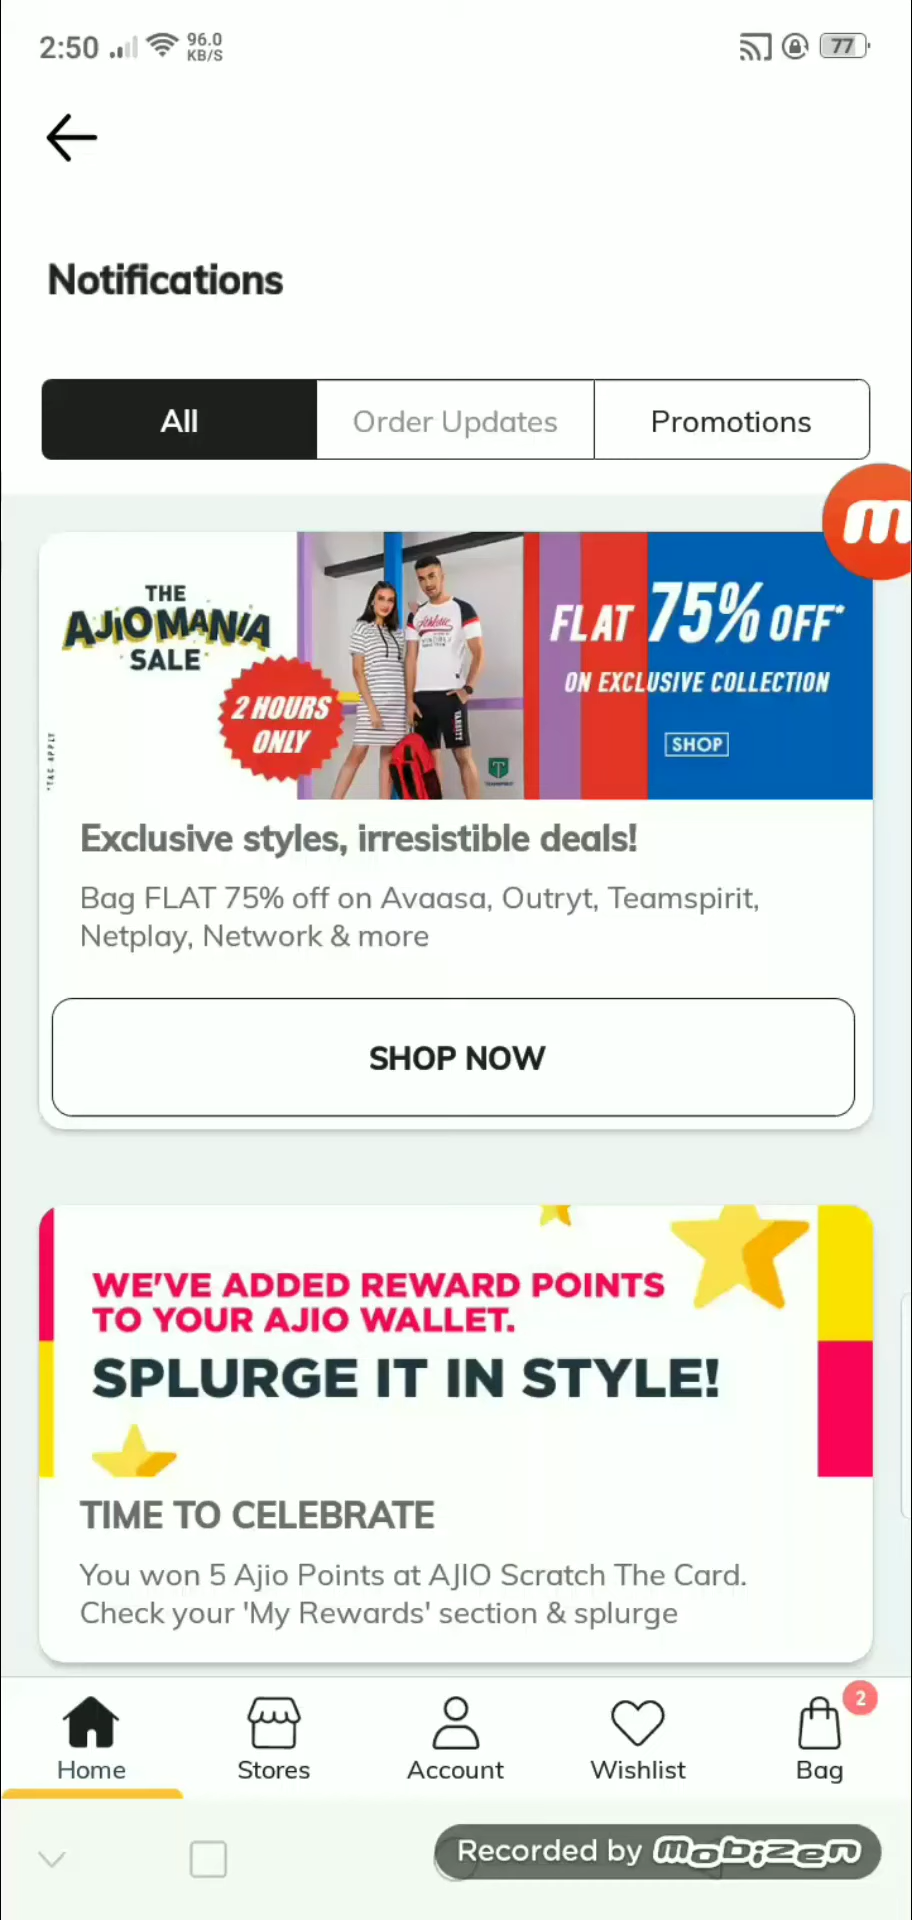 2:50 96.0 KB/S 77
Notifications
All Order Updates Promotions
m
THE
AJIOMANIA
SALE
2 HOURS
ONLY
*T&C APPLY
Athletic
VARSITY
TEAMSPIRIT
FLAT 75% OFF*
ON EXCLUSIVE COLLECTION
SHOP
Exclusive styles, irresistible deals!
Bag FLAT 75% off on Avaasa, Outryt, Teamspirit,
Netplay, Network & more
SHOP NOW
WE'VE ADDED REWARD POINTS
TO YOUR AJIO WALLET.
SPLURGE IT IN STYLE!
TIME TO CELEBRATE
You won 5 Ajio Points at AJIO Scratch The Card.
Check your 'My Rewards' section & splurge
2
Home Stores Account Wishlist Bag
Recorded by mobizen